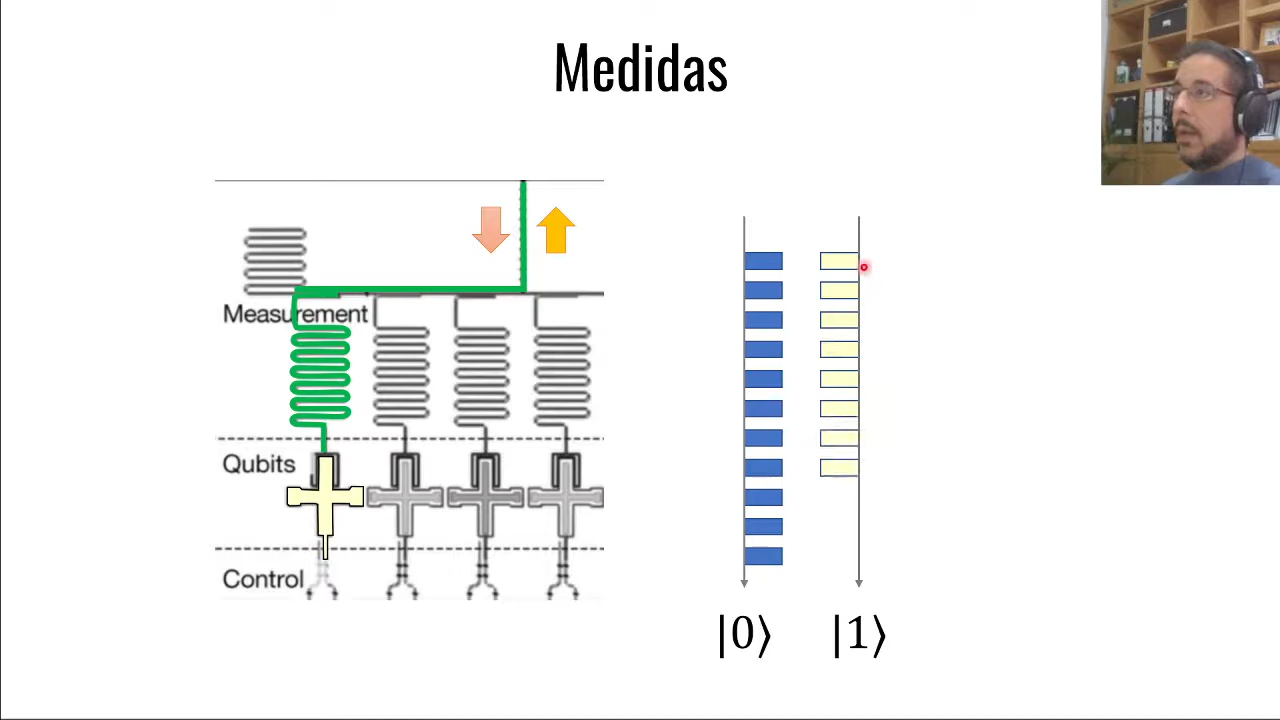 Medidas
Measurement
Qubits
Control
|0⟩ |1⟩